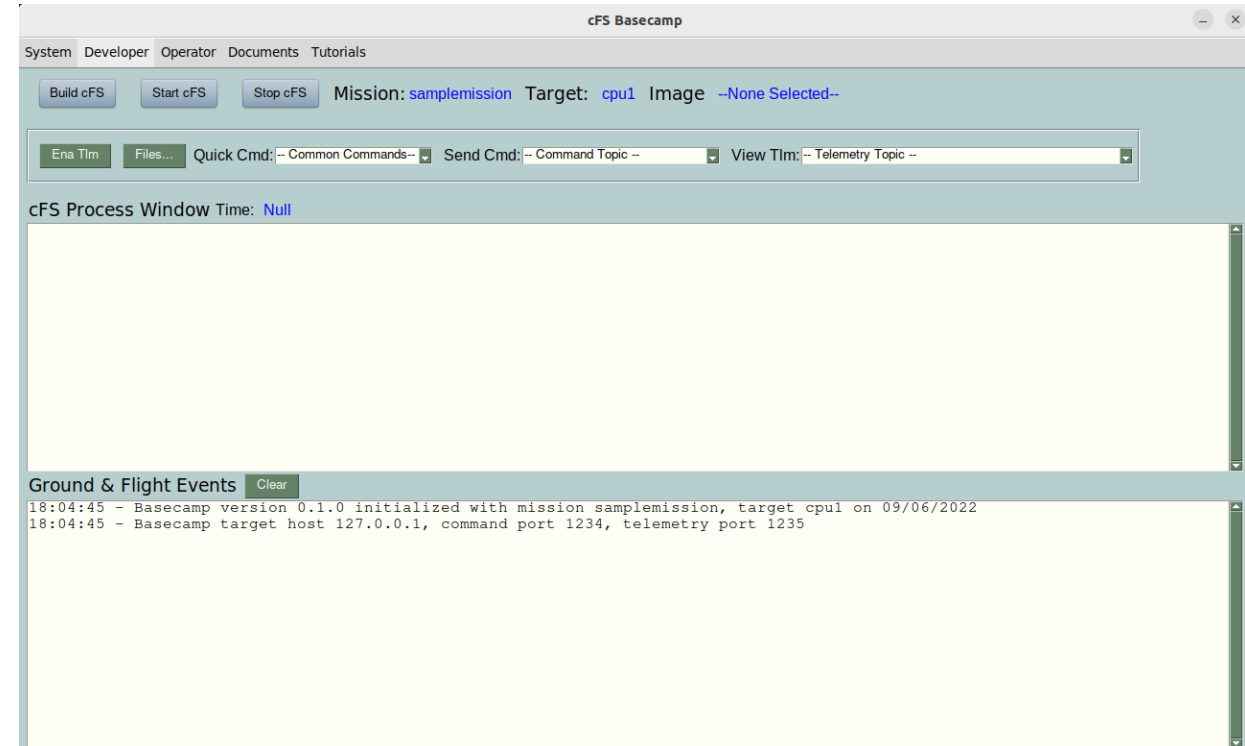 cFS Basecamp
System Developer Operator Documents Tutorials
Build cFS Start cFS Stop cFS Mission: samplemission Target: cpu1 Image --None Selected--
Ena Tlm Files... Quick Cmd: -- Common Commands-- Send Cmd: -- Command Topic -- View Tlm: -- Telemetry Topic --
cFS Process Window Time: Null
Ground & Flight Events Clear
18:04:45 - Basecamp version 0.1.0 initialized with mission samplemission, target cpu1 on 09/06/2022
18:04:45 - Basecamp target host 127.0.0.1, command port 1234, telemetry port 1235